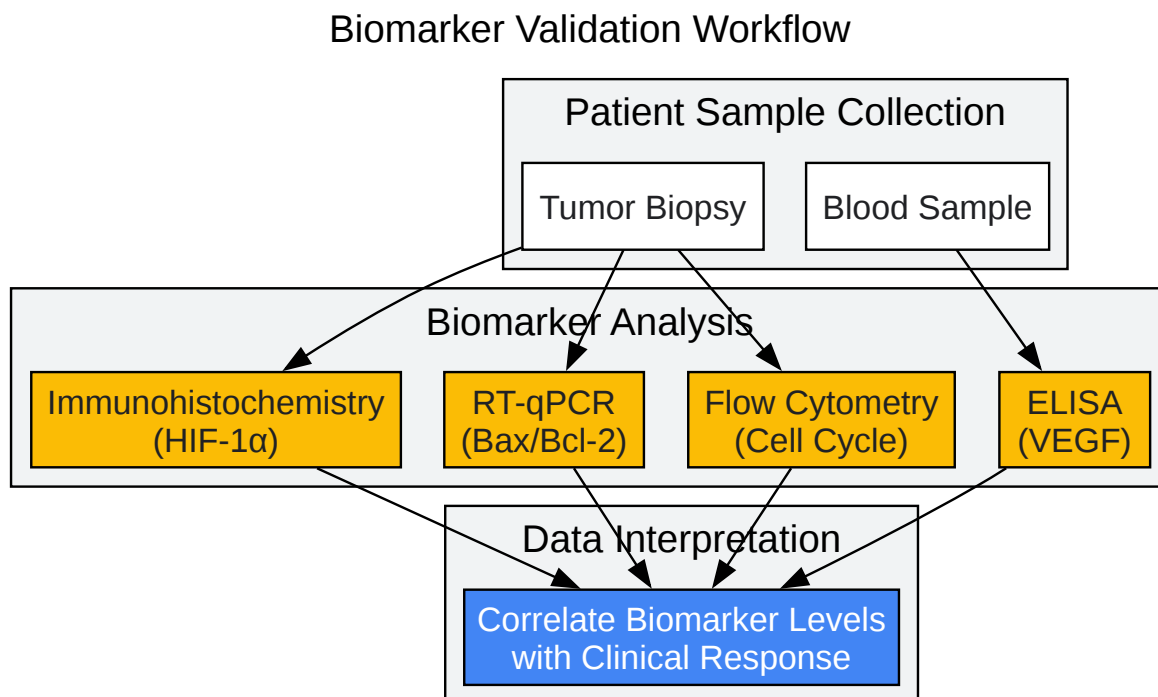 Biomarker Validation Workflow
Patient Sample Collection
Tumor Biopsy
Blood Sample
Biomarker Analysis
Immunohistochemistry
(HIF-1α)
RT-qPCR
(Bax/Bcl-2)
Flow Cytometry
(Cell Cycle)
ELISA
(VEGF)
Data Interpretation
Correlate Biomarker Levels
with Clinical Response